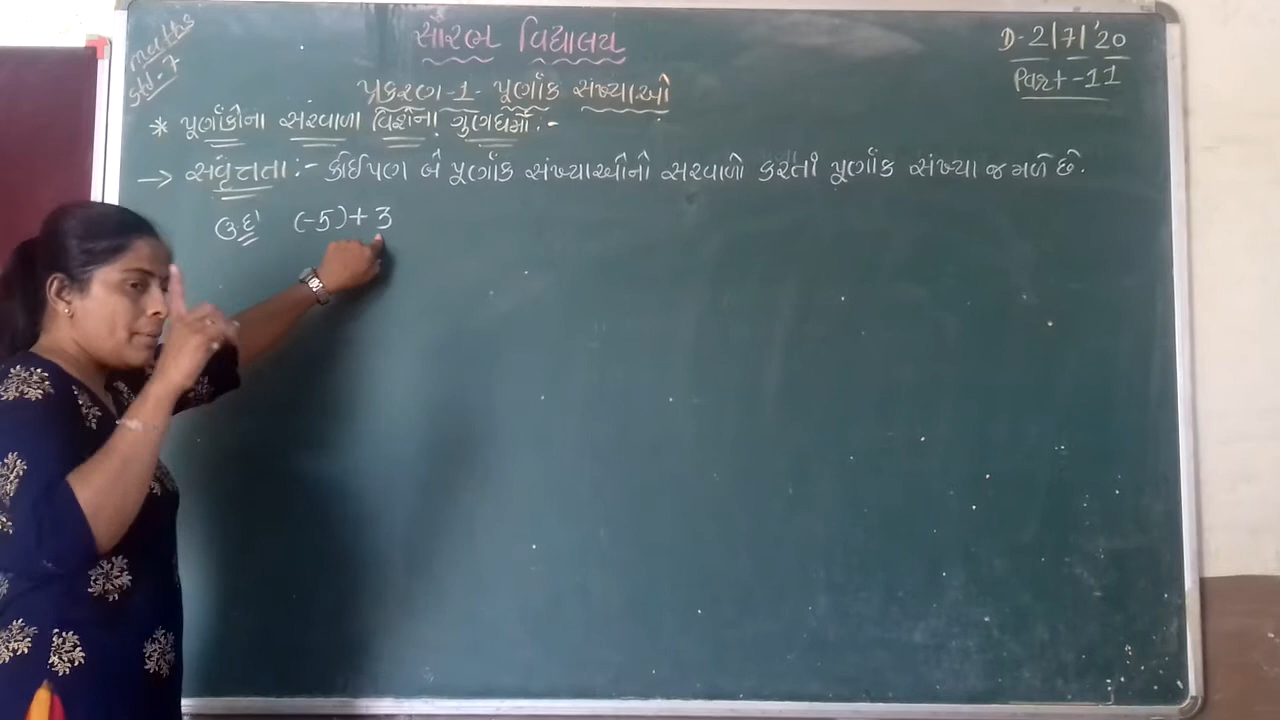 maths
std-7
સૌરભ વિદ્યાલય
D-2/7/'20
Part-11
પ્રકરણ-1- પૂર્ણાંક સંખ્યાઓ
* પૂર્ણાંકોના સરવાળા વિશેના ગુણધર્મો:-
→ સંવૃત્તતા:- કોઈપણ બે પૂર્ણાંક સંખ્યાઓનો સરવાળો કરતાં પૂર્ણાંક સંખ્યા જ મળે છે.
ઉ.દા (-5)+3